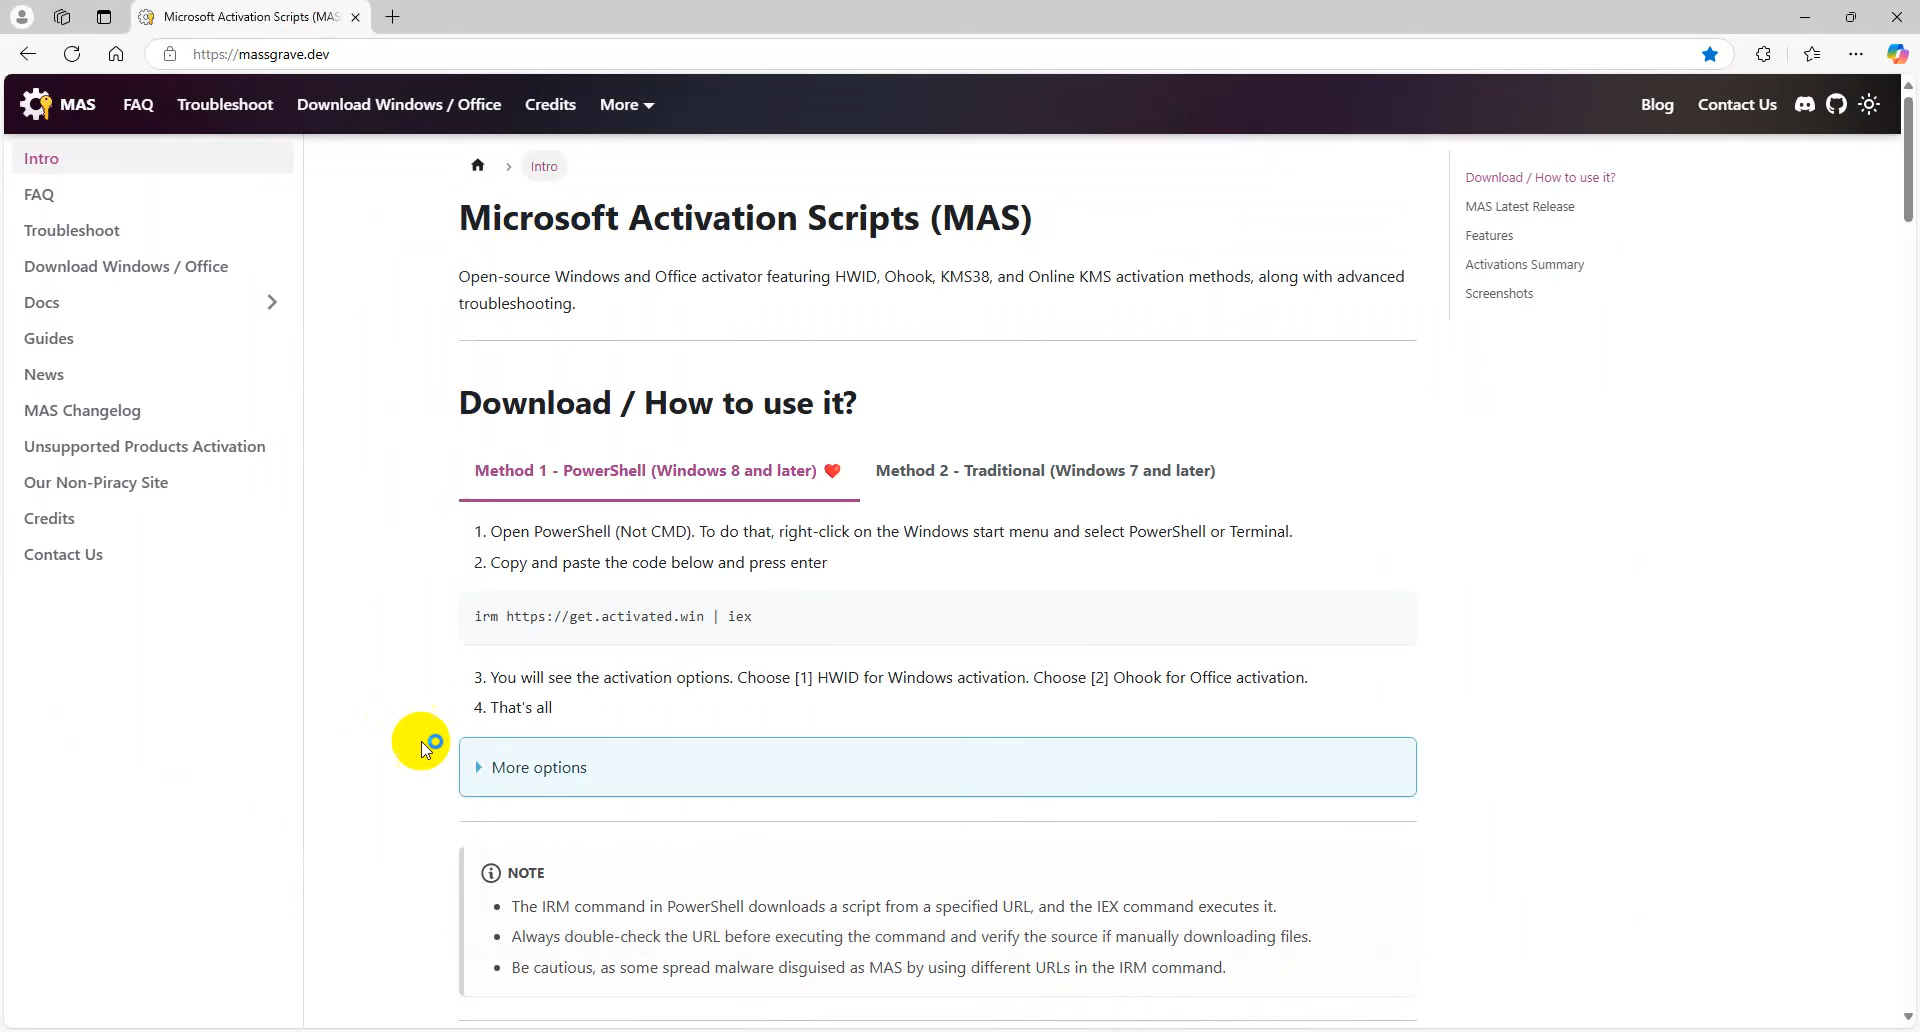 Microsoft Activation Scripts (MAS
https://massgrave.dev
MAS
FAQ
Troubleshoot
Download Windows / Office
Credits
More
Blog
Contact Us
Intro
FAQ
Troubleshoot
Download Windows / Office
Docs
Guides
News
MAS Changelog
Unsupported Products Activation
Our Non-Piracy Site
Credits
Contact Us
Intro
Microsoft Activation Scripts (MAS)
Open-source Windows and Office activator featuring HWID, Ohook, KMS38, and Online KMS activation methods, along with advanced
troubleshooting.
Download / How to use it?
Method 1 - PowerShell (Windows 8 and later) ❤️
Method 2 - Traditional (Windows 7 and later)
1. Open PowerShell (Not CMD). To do that, right-click on the Windows start menu and select PowerShell or Terminal.
2. Copy and paste the code below and press enter
irm https://get.activated.win | iex
3. You will see the activation options. Choose [1] HWID for Windows activation. Choose [2] Ohook for Office activation.
4. That's all
More options
NOTE
• The IRM command in PowerShell downloads a script from a specified URL, and the IEX command executes it.
• Always double-check the URL before executing the command and verify the source if manually downloading files.
• Be cautious, as some spread malware disguised as MAS by using different URLs in the IRM command.
Download / How to use it?
MAS Latest Release
Features
Activations Summary
Screenshots